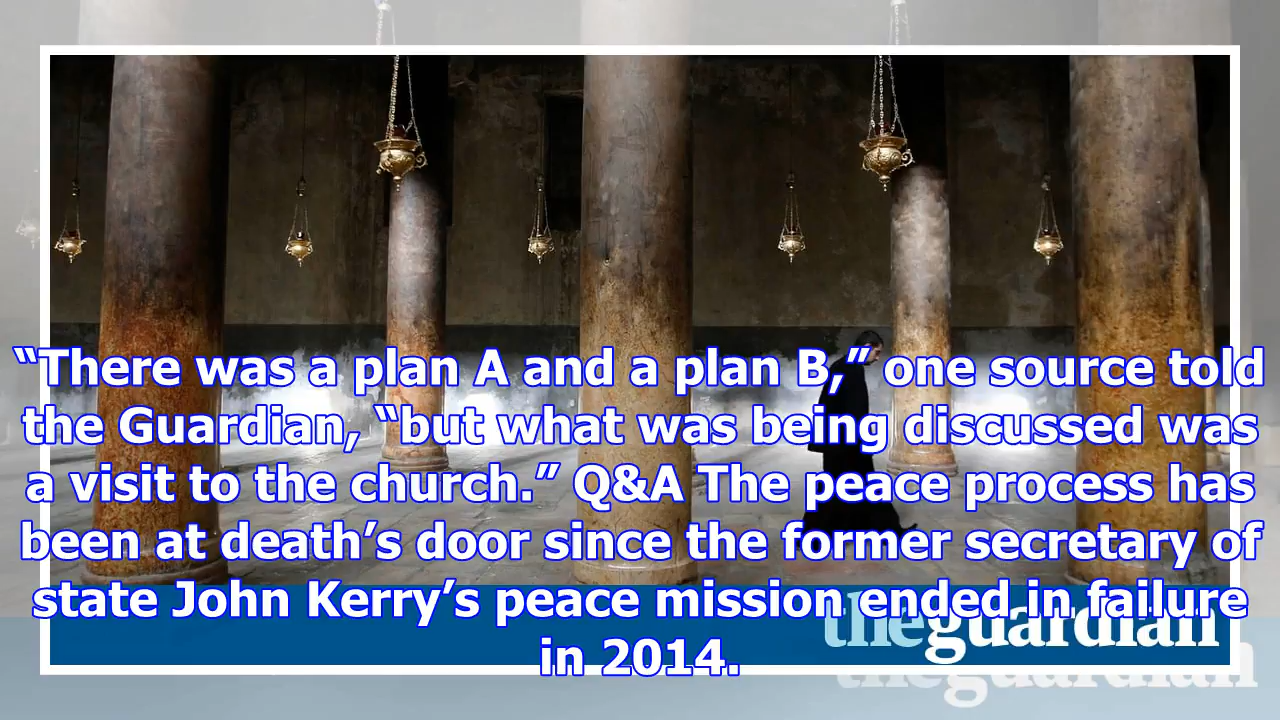 “There was a plan A and a plan B,” one source told
the Guardian, “but what was being discussed was
a visit to the church.” Q&A The peace process has
been at death’s door since the former secretary of
state John Kerry’s peace mission ended in failure
in 2014.
theguardian
theguardian